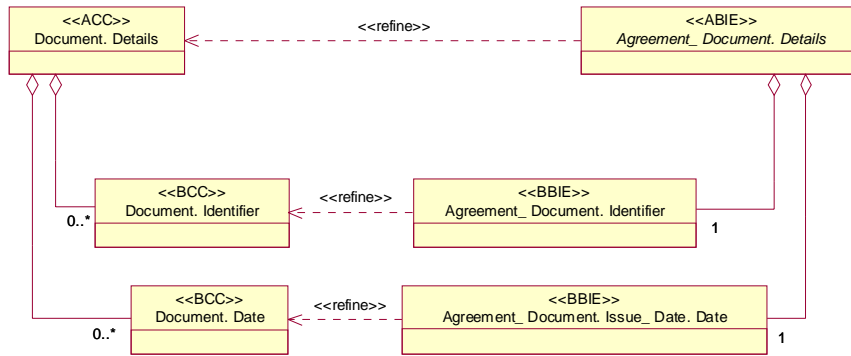 <<ACC>>
Document. Details
<<refine>>
<<ABIE>>
Agreement_ Document. Details
<<BCC>>
Document. Identifier
0..*
<<refine>>
<<BBIE>>
Agreement_ Document. Identifier
1
<<BCC>>
Document. Date
0..*
<<refine>>
<<BBIE>>
Agreement_ Document. Issue_ Date. Date
1